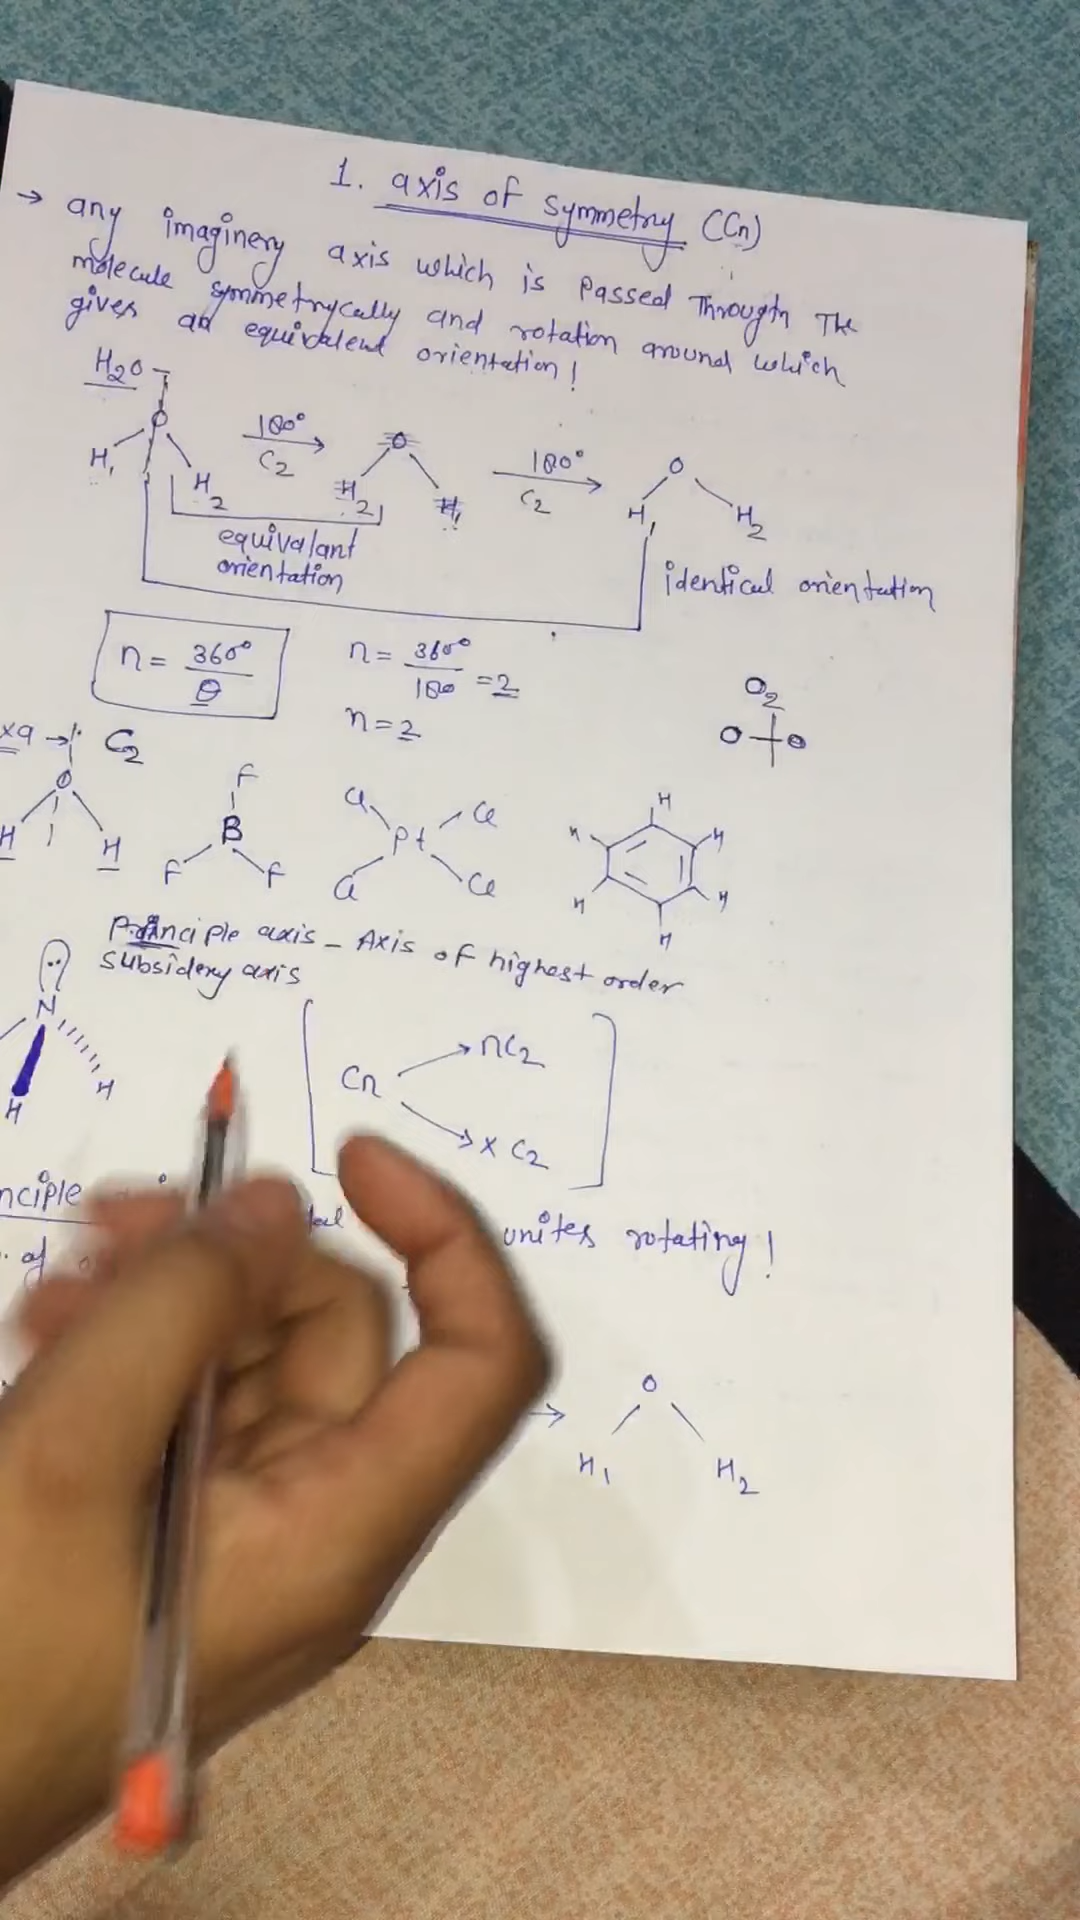 1. axis of symmetry (Cn)
→ any imaginery axis which is passed Through The
molecule symmetrycally and rotation around which
gives an equivalent orientation!
H2O
O
H1 H2
180°
C2
O
H2 H1
180°
C2
O
H1 H2
equivalant
orientation
identical orientation
n = 360°/θ
n = 360°/180 = 2
n = 2
O2
O O
→ C2
O
H H
F
B
F F
Cl Cl
Pt
Cl Cl
H
H H
H H
H
Principle axis - Axis of highest order
Subsidery axis
N
H H
Cn → nC2
→ x C2
unites rotating!
of
→ O
H1 H2